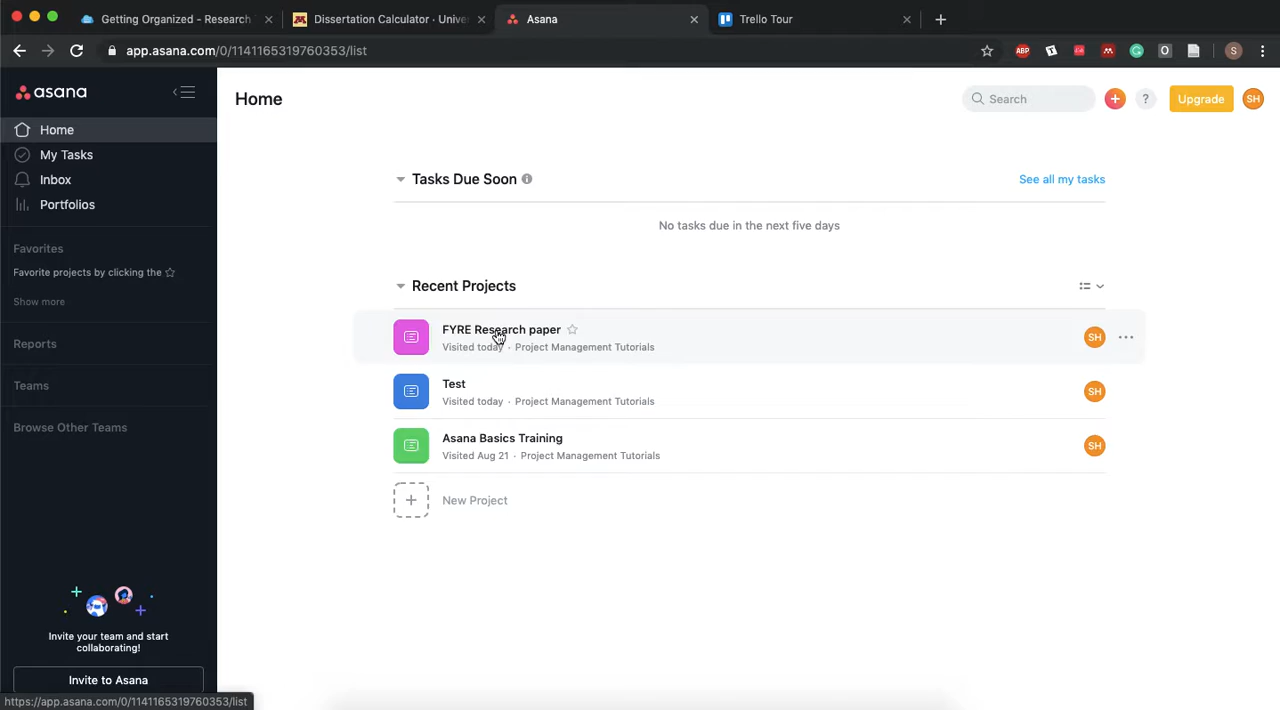 Getting Organized - Research
Dissertation Calculator · Unive
Asana
Trello Tour
app.asana.com/0/1141165319760353/list
ABP
S
asana
Home
My Tasks
Inbox
Portfolios
Favorites
Favorite projects by clicking the
Show more
Reports
Teams
Browse Other Teams
Invite your team and start
collaborating!
Invite to Asana
https://app.asana.com/0/1141165319760353/list
Home
Search
?
Upgrade
SH
Tasks Due Soon
See all my tasks
No tasks due in the next five days
Recent Projects
FYRE Research paper
Visited today · Project Management Tutorials
SH
Test
Visited today · Project Management Tutorials
SH
Asana Basics Training
Visited Aug 21 · Project Management Tutorials
SH
New Project